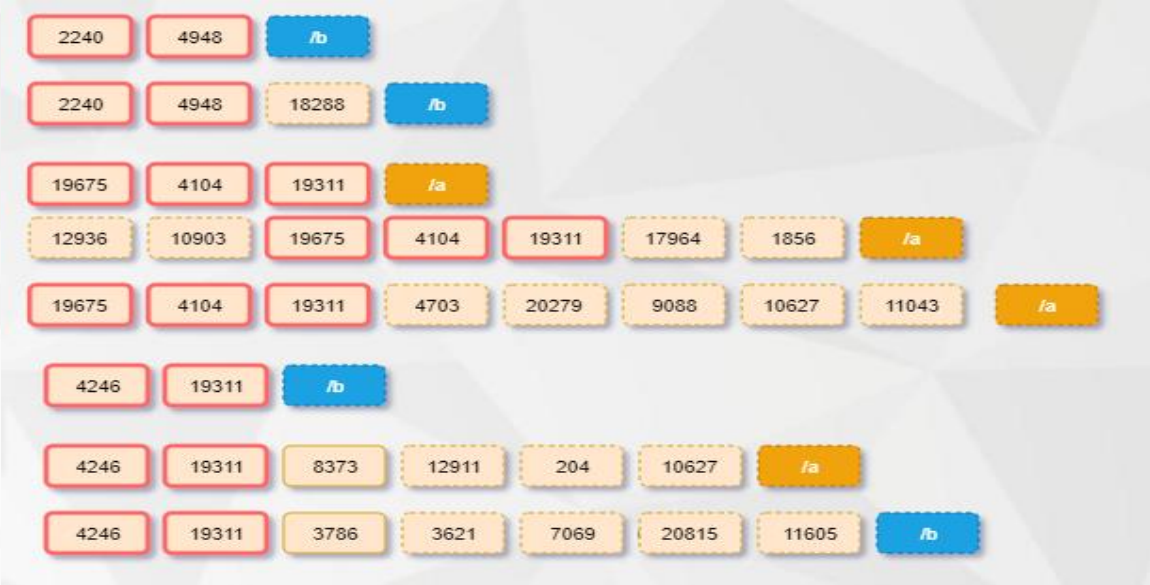 2240 4948 /b
2240 4948 18288 /b
19675 4104 19311 /a
12936 10903 19675 4104 19311 17964 1856 /a
19675 4104 19311 4703 20279 9088 10627 11043 /a
4246 19311 /b
4246 19311 8373 12911 204 10627 /a
4246 19311 3786 3621 7069 20815 11605 /b